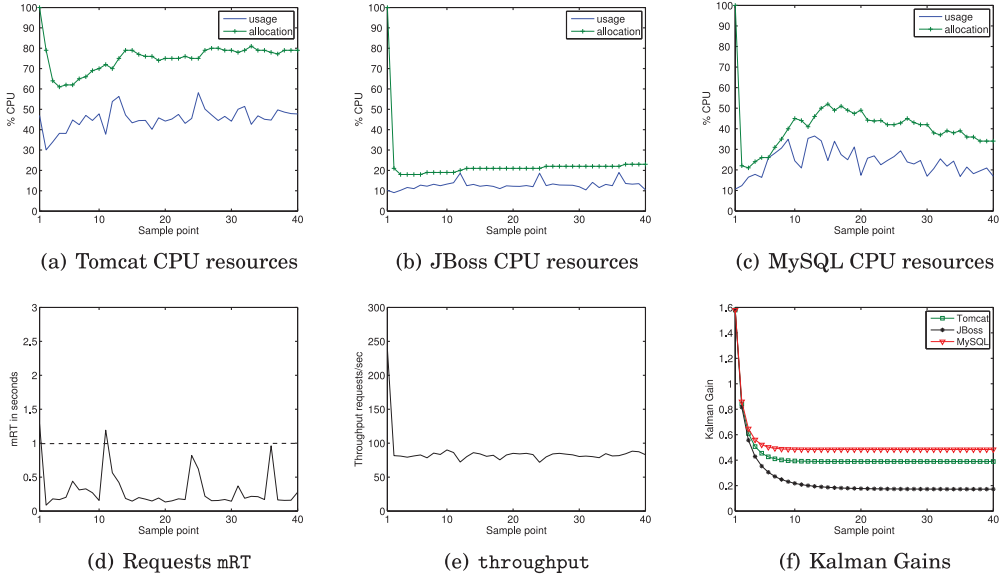 100
90
80
70
60
50
40
30
20
10
0
% CPU
1 10 20 30 40
Sample point
usage
allocation
(a) Tomcat CPU resources
100
90
80
70
60
50
40
30
20
10
0
% CPU
1 10 20 30 40
Sample point
usage
allocation
(b) JBoss CPU resources
100
90
80
70
60
50
40
30
20
10
0
% CPU
1 10 20 30 40
Sample point
usage
allocation
(c) MySQL CPU resources
3
2,5
2
1,5
1
0,5
0
mRT in seconds
1 10 20 30 40
Sample point
(d) Requests mRT
300
250
200
150
100
50
0
Throughput requests/sec
1 10 20 30 40
Sample point
(e) throughput
1.6
1.4
1.2
1
0.8
0.6
0.4
0.2
0
Kalman Gain
1 10 20 30 40
Sample point
Tomcat
JBoss
MySQL
(f) Kalman Gains